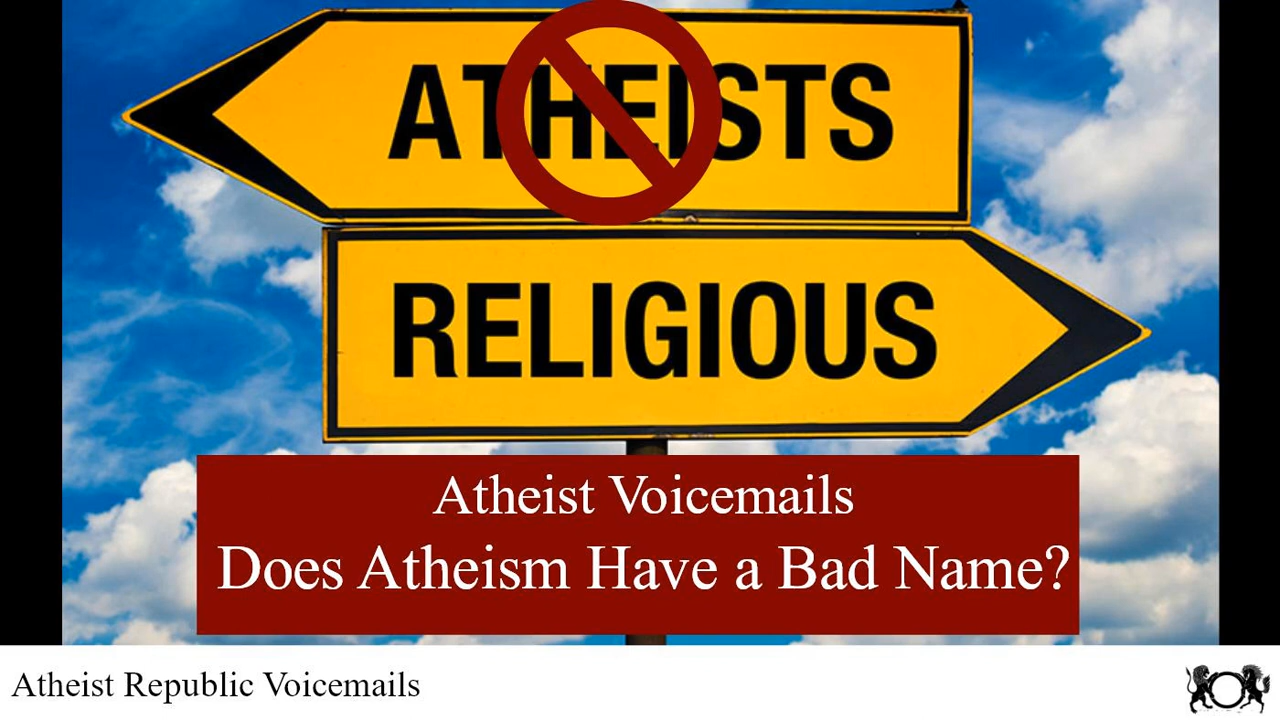 ATHEISTS
RELIGIOUS
Atheist Voicemails
Does Atheism Have a Bad Name?
Atheist Republic Voicemails